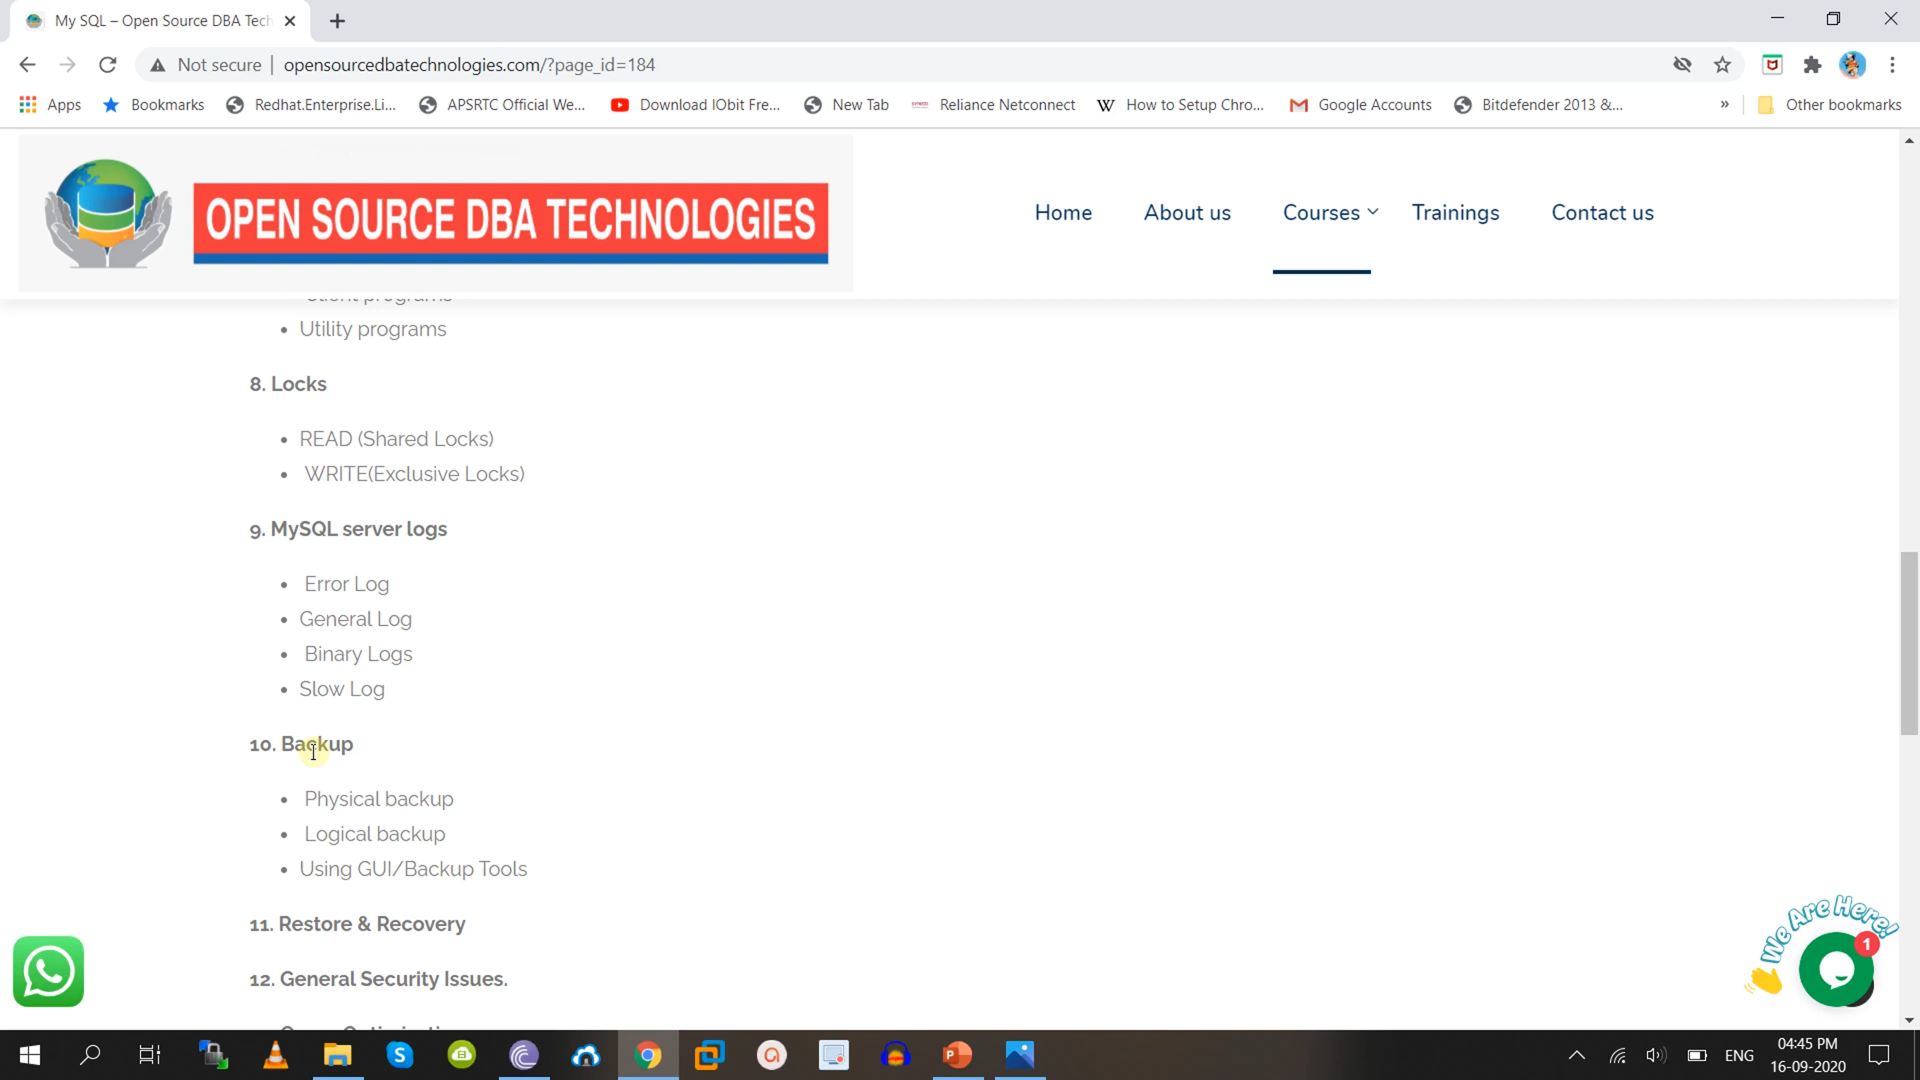 My SQL – Open Source DBA Tech
Not secure | opensourcedbatechnologies.com/?page_id=184
Apps Bookmarks Redhat.Enterprise.Li... APSRTC Official We... Download IObit Fre... New Tab Reliance Netconnect How to Setup Chro... Google Accounts Bitdefender 2013 &... » Other bookmarks
OPEN SOURCE DBA TECHNOLOGIES
Home About us Courses Trainings Contact us
Client programs
• Utility programs
8. Locks
• READ (Shared Locks)
• WRITE(Exclusive Locks)
9. MySQL server logs
• Error Log
• General Log
• Binary Logs
• Slow Log
10. Backup
• Physical backup
• Logical backup
• Using GUI/Backup Tools
11. Restore & Recovery
12. General Security Issues.
We Are Here!
1
ENG
04:45 PM
16-09-2020